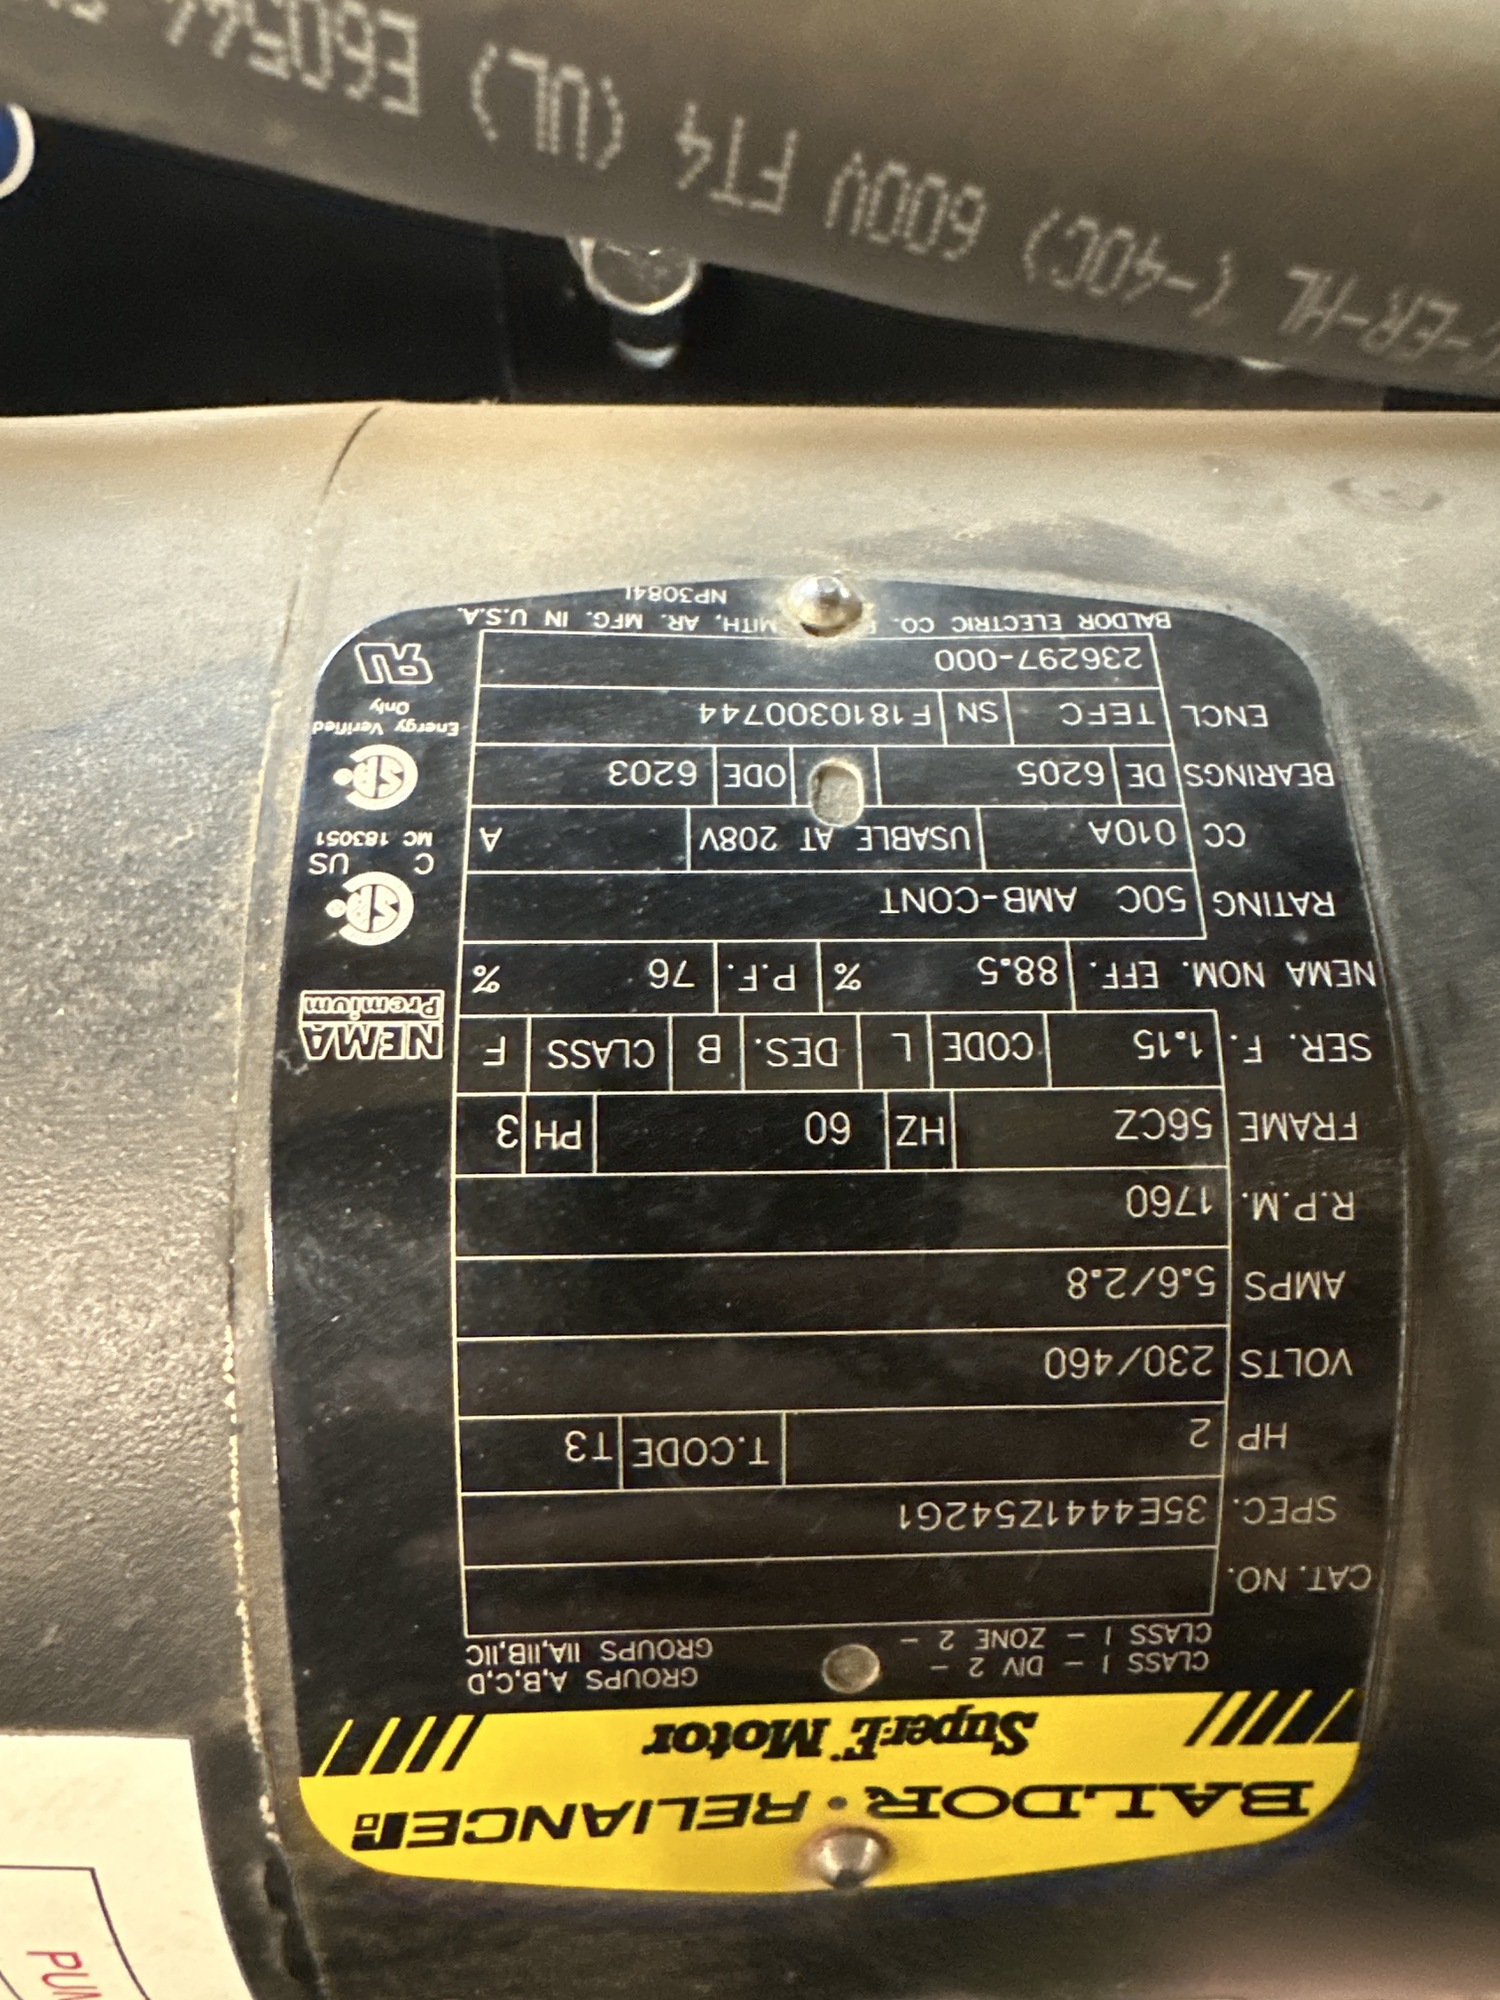 BALDOR • RELIANCE
Super-E Motor
CLASS I - DIV 2 - GROUPS A,B,C,D
CLASS I - ZONE 2 - GROUPS IIA,IIB,IIC
CAT. NO.
SPEC. 35E4441Z542G1
HP 2 T.CODE T3
VOLTS 230/460
AMPS 5.6/2.8
R.P.M. 1760
FRAME 56CZ HZ 60 PH 3
SER. F. 1.15 CODE L DES. B CLASS F
NEMA NOM. EFF. 88.5 % P.F. 76 %
RATING 50C AMB-CONT
CC 010A USABLE AT 208V A
BEARINGS DE 6205 ODE 6203
ENCL TEFC SN F1810300744
236297-000
BALDOR ELECTRIC CO. MFG. IN U.S.A.
AR.
NP3084L
NEMA
Premium
C US
MC 183051
Energy Verified
Only
-ER-HL (-40C) 600V FT4 (UL) E60544